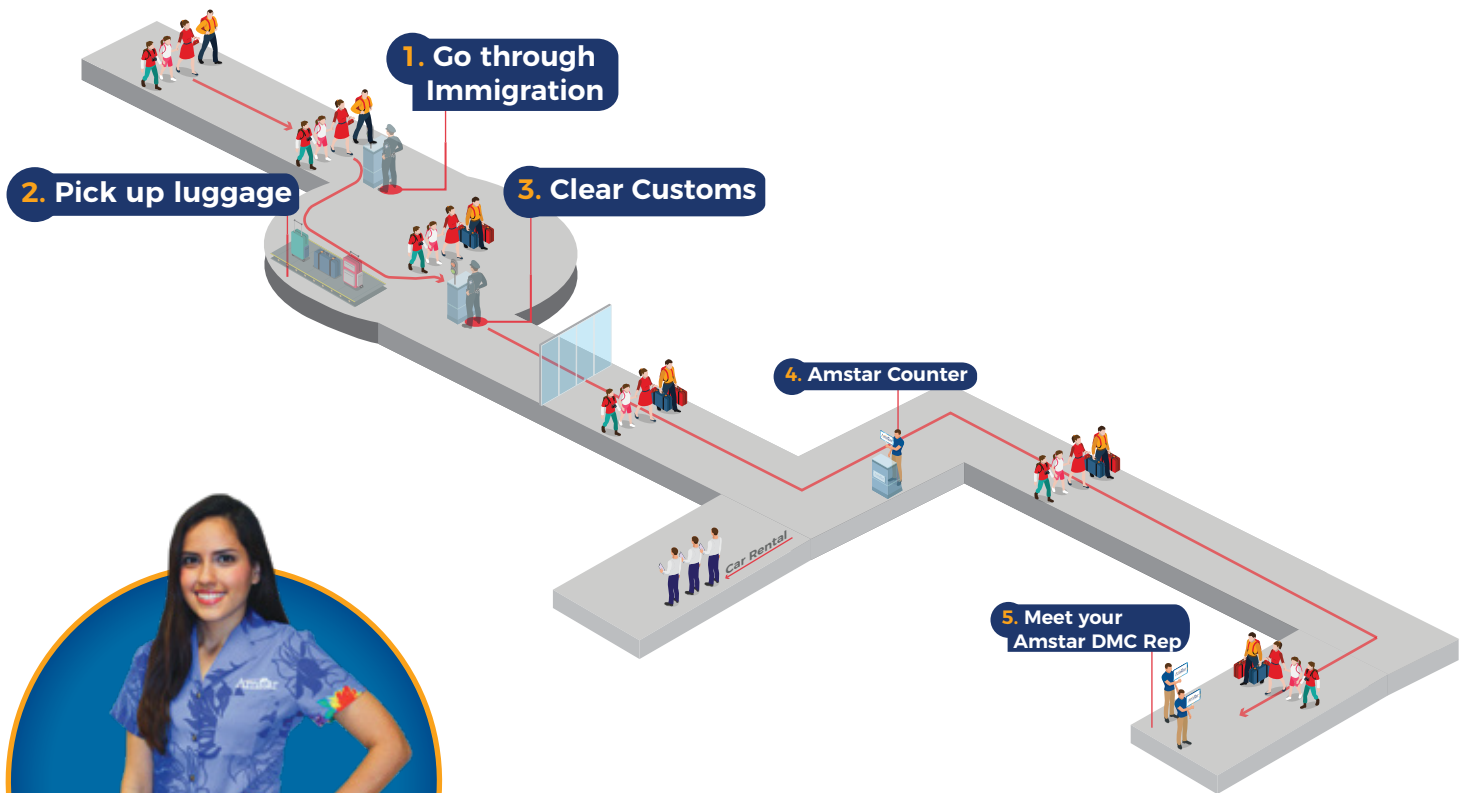 1. Go through
Immigration
2. Pick up luggage
3. Clear Customs
4. Amstar Counter
Car Rental
5. Meet your
Amstar DMC Rep
Amstar